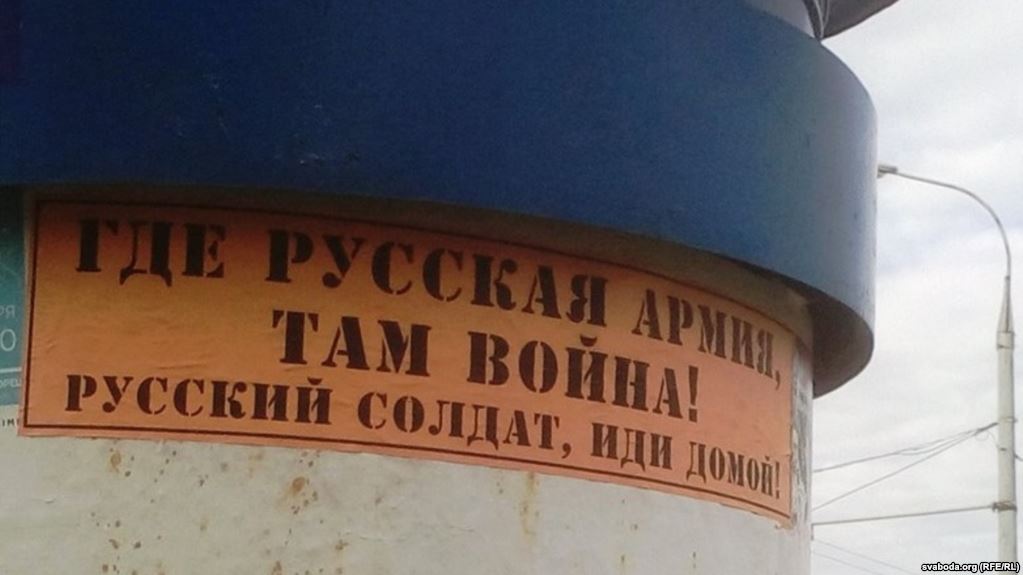 ГДЕ РУССКАЯ АРМИЯ,
ТАМ ВОЙНА!
РУССКИЙ СОЛДАТ, ИДИ ДОМОЙ!
svaboda.org (RFE/RL)